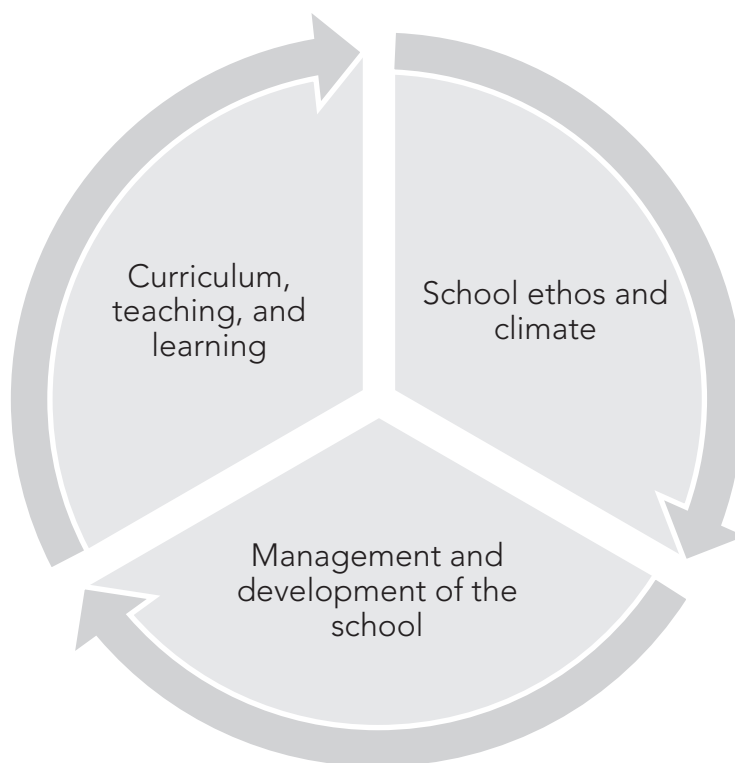 Curriculum,
teaching, and
learning
School ethos and
climate
Management and
development of the
school